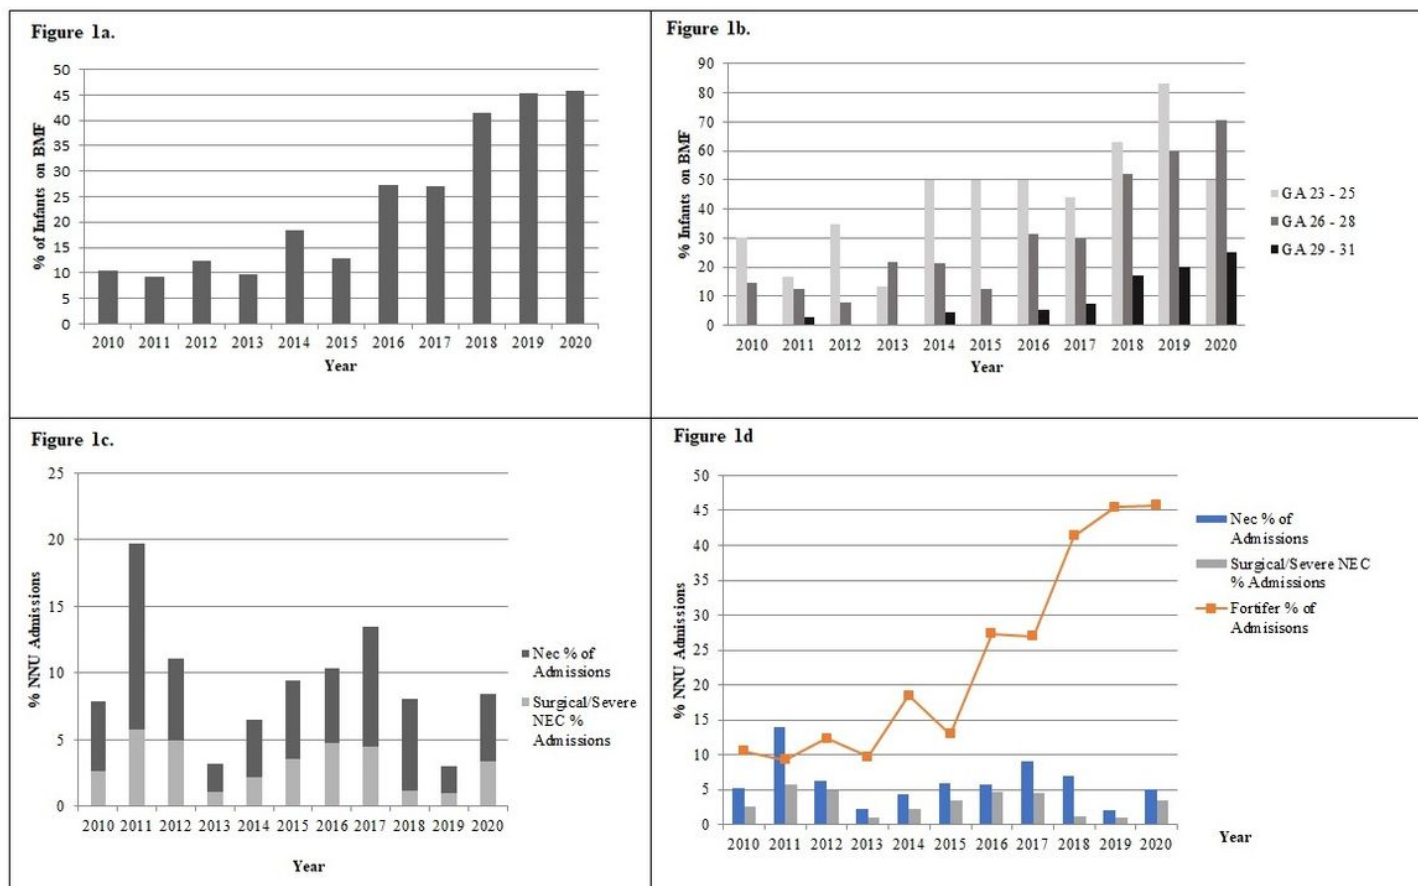 Figure 1a.
50
45
40
35
30
25
20
15
10
5
0
% of Infants on BMF
2010 2011 2012 2013 2014 2015 2016 2017 2018 2019 2020
Year
Figure 1b.
90
80
70
60
50
40
30
20
10
0
% Infants on BMF
2010 2011 2012 2013 2014 2015 2016 2017 2018 2019 2020
Year
GA 23 - 25
GA 26 - 28
GA 29 - 31
Figure 1c.
25
20
15
10
5
0
% NNU Admissions
2010 2011 2012 2013 2014 2015 2016 2017 2018 2019 2020
Year
Nec % of
Admissions
Surgical/Severe
NEC %
Admissions
Figure 1d
50
45
40
35
30
25
20
15
10
5
0
% NNU Admissions
2010 2011 2012 2013 2014 2015 2016 2017 2018 2019 2020
Year
Nec % of
Admissions
Surgical/Severe NEC
% Admissions
Fortifer % of
Admisisons